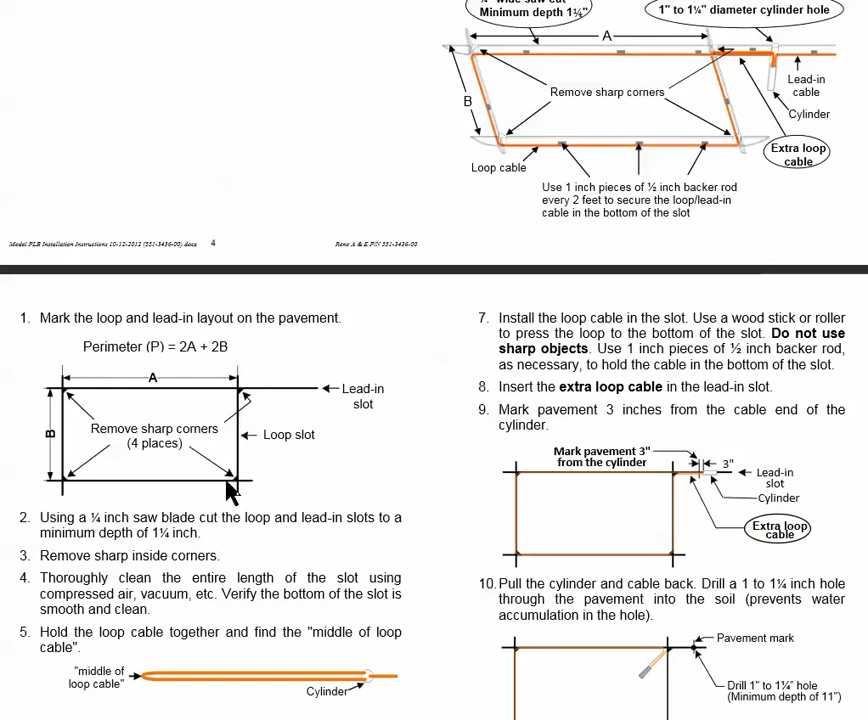 ¼" wide saw cut
Minimum depth 1¼"
1" to 1¼" diameter cylinder hole
A
B
Remove sharp corners
Lead-in
cable
Cylinder
Extra loop
cable
Loop cable
Use 1 inch pieces of ½ inch backer rod
every 2 feet to secure the loop/lead-in
cable in the bottom of the slot
Model PLB Installation Instructions 10-12-2012 (551-3436-00).docx 4
Reno A & E P/N 551-3436-00
1. Mark the loop and lead-in layout on the pavement.
Perimeter (P) = 2A + 2B
A
B
Lead-in
slot
Remove sharp corners
(4 places)
Loop slot
2. Using a ¼ inch saw blade cut the loop and lead-in slots to a
minimum depth of 1¼ inch.
3. Remove sharp inside corners.
4. Thoroughly clean the entire length of the slot using
compressed air, vacuum, etc. Verify the bottom of the slot is
smooth and clean.
5. Hold the loop cable together and find the "middle of loop
cable".
"middle of
loop cable"
Cylinder
7. Install the loop cable in the slot. Use a wood stick or roller
to press the loop to the bottom of the slot. Do not use
sharp objects. Use 1 inch pieces of ½ inch backer rod,
as necessary, to hold the cable in the bottom of the slot.
8. Insert the extra loop cable in the lead-in slot.
9. Mark pavement 3 inches from the cable end of the
cylinder.
Mark pavement 3"
from the cylinder
3"
Lead-in
slot
Cylinder
Extra loop
cable
10. Pull the cylinder and cable back. Drill a 1 to 1¼ inch hole
through the pavement into the soil (prevents water
accumulation in the hole).
Pavement mark
Drill 1" to 1¼" hole
(Minimum depth of 11")